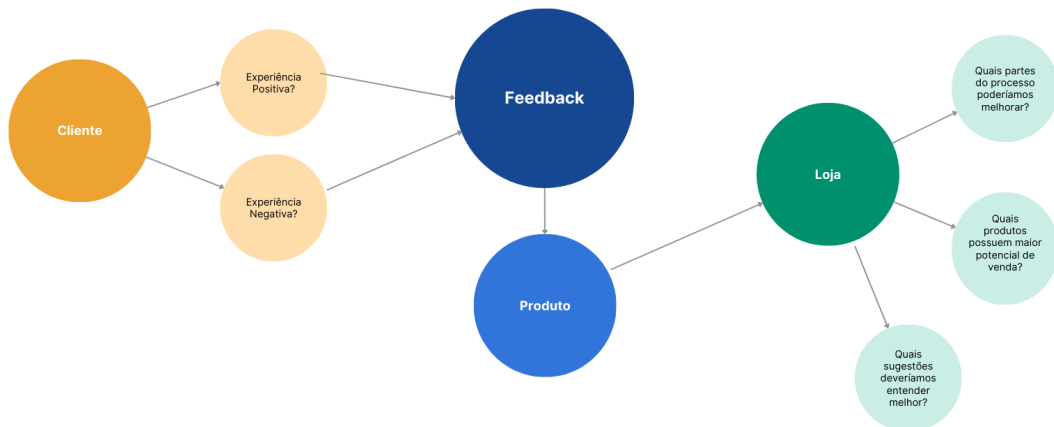 Cliente
Experiência
Positiva?
Experiência
Negativa?
Feedback
Produto
Loja
Quais partes
do processo
poderíamos
melhorar?
Quais
produtos
possuem maior
potencial de
venda?
Quais
sugestões
deveríamos
entender
melhor?